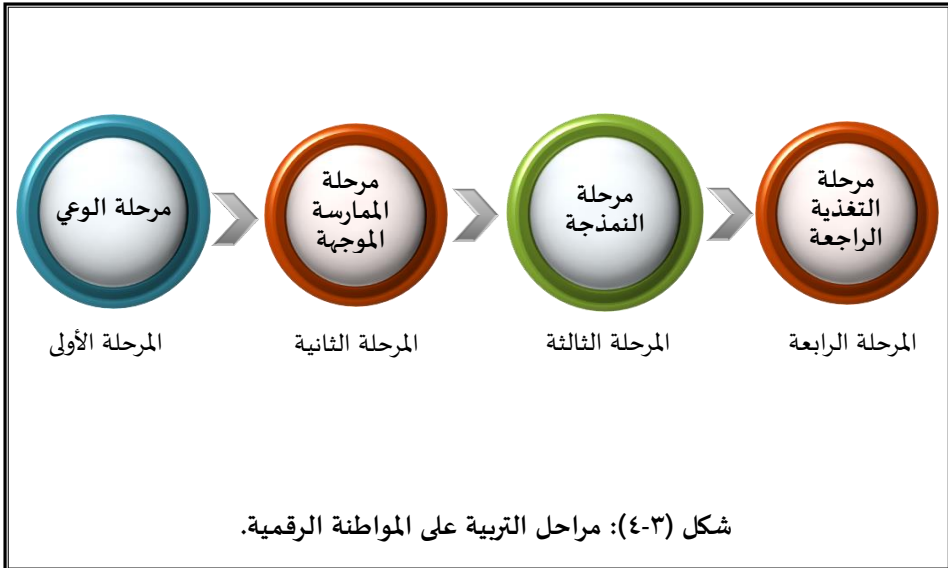 مرحلة الوعي
المرحلة الأولى
مرحلة
الممارسة
الموجهة
المرحلة الثانية
مرحلة
النمذجة
المرحلة الثالثة
مرحلة
التغذية
الراجعة
المرحلة الرابعة
شكل (٣-٤): مراحل التربية على المواطنة الرقمية.